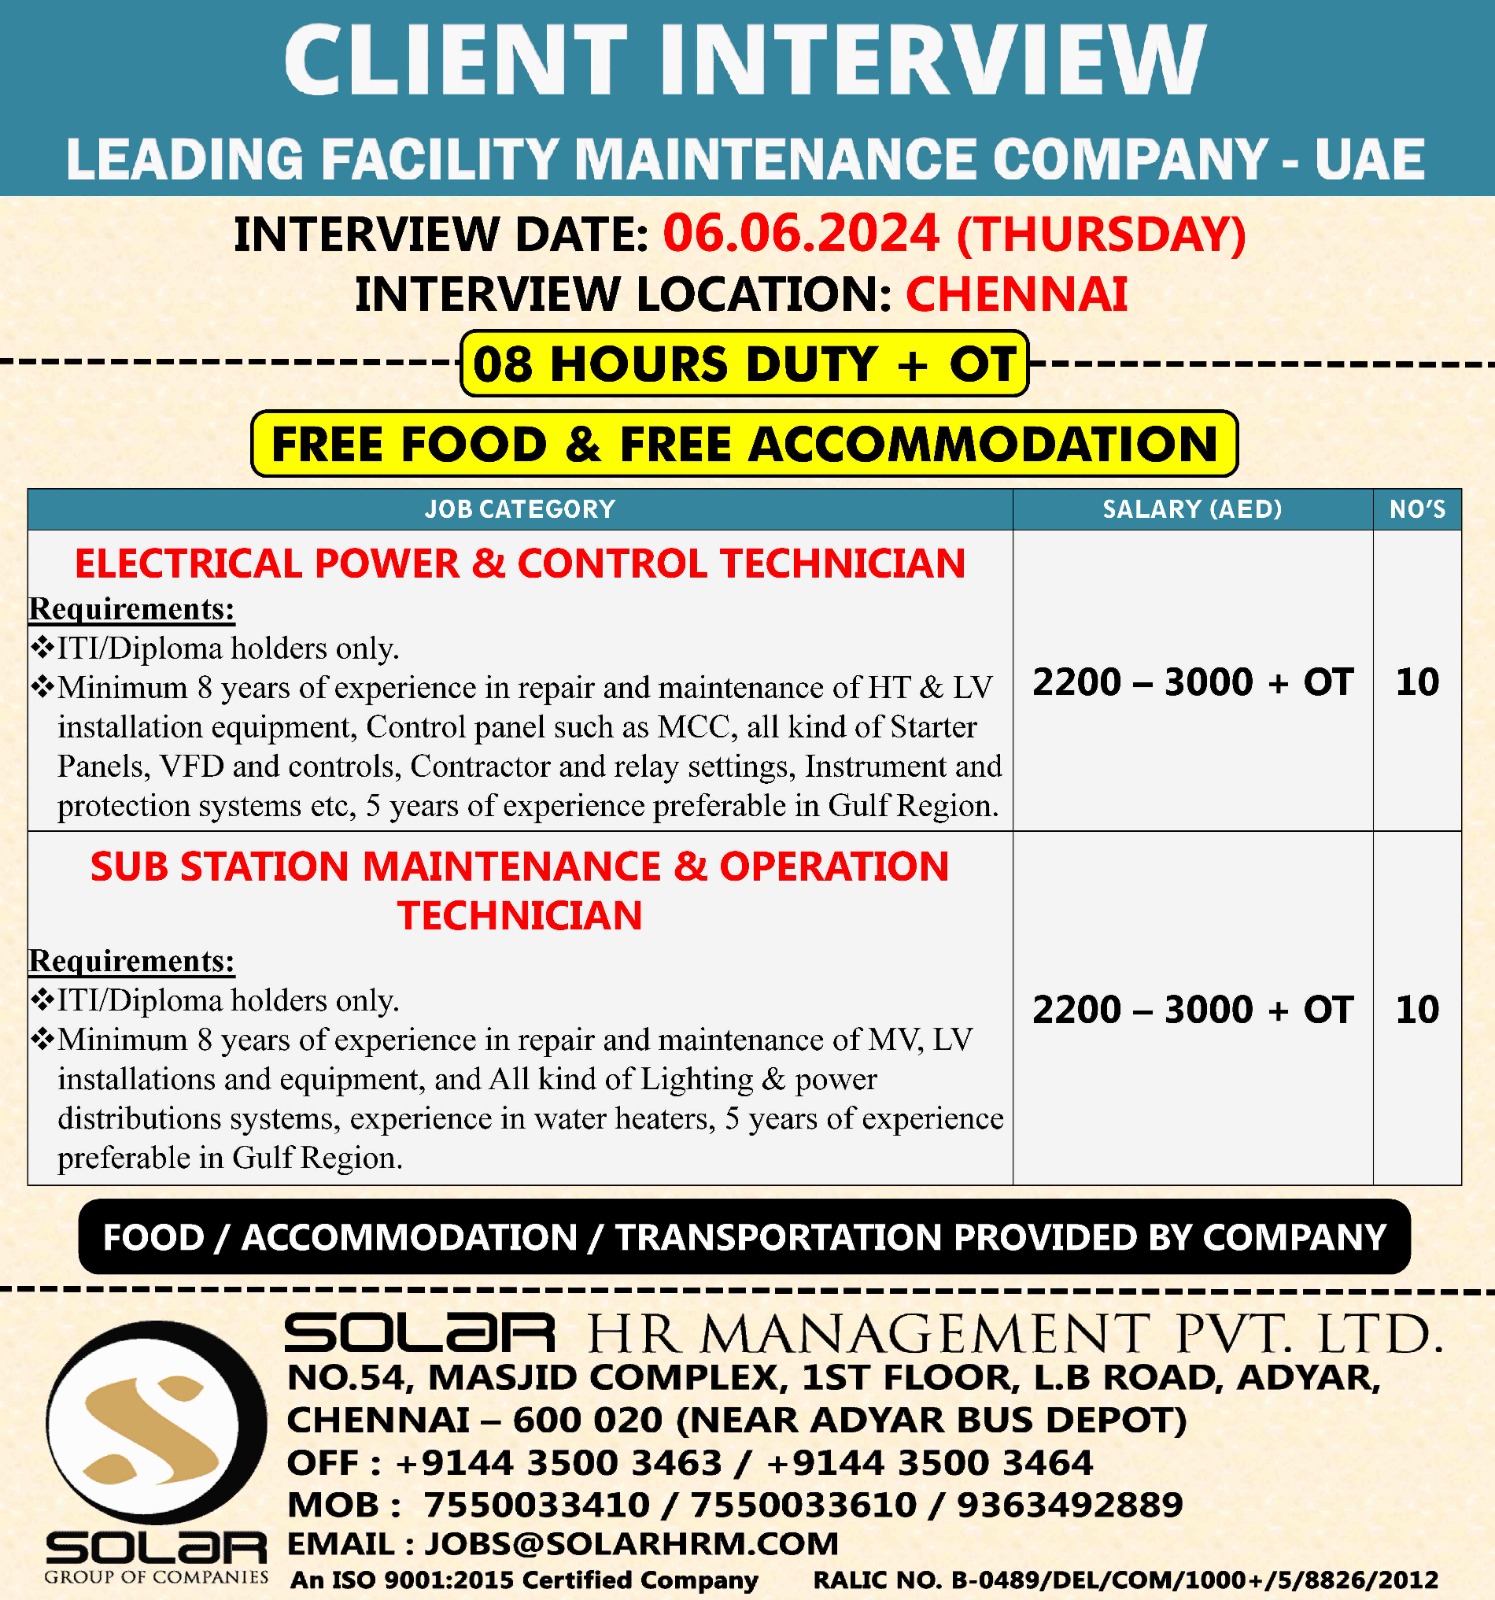 CLIENT INTERVIEW
LEADING FACILITY MAINTENANCE COMPANY - UAE
INTERVIEW DATE: 06.06.2024 (THURSDAY)
INTERVIEW LOCATION: CHENNAI
08 HOURS DUTY + OT
FREE FOOD & FREE ACCOMMODATION
JOB CATEGORY SALARY (AED) NO'S
ELECTRICAL POWER & CONTROL TECHNICIAN
Requirements:
❖ITI/Diploma holders only.
❖Minimum 8 years of experience in repair and maintenance of HT & LV
installation equipment, Control panel such as MCC, all kind of Starter
Panels, VFD and controls, Contractor and relay settings, Instrument and
protection systems etc, 5 years of experience preferable in Gulf Region.
2200 – 3000 + OT 10
SUB STATION MAINTENANCE & OPERATION
TECHNICIAN
Requirements:
❖ITI/Diploma holders only.
❖Minimum 8 years of experience in repair and maintenance of MV, LV
installations and equipment, and All kind of Lighting & power
distributions systems, experience in water heaters, 5 years of experience
preferable in Gulf Region.
2200 – 3000 + OT 10
FOOD / ACCOMMODATION / TRANSPORTATION PROVIDED BY COMPANY
SOLAR HR MANAGEMENT PVT. LTD.
NO.54, MASJID COMPLEX, 1ST FLOOR, L.B ROAD, ADYAR,
CHENNAI – 600 020 (NEAR ADYAR BUS DEPOT)
OFF : +9144 3500 3463 / +9144 3500 3464
MOB : 7550033410 / 7550033610 / 9363492889
EMAIL : JOBS@SOLARHRM.COM
An ISO 9001:2015 Certified Company RALIC NO. B-0489/DEL/COM/1000+/5/8826/2012
SOLAR
GROUP OF COMPANIES